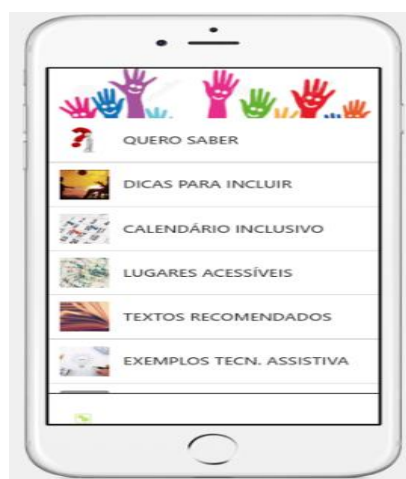 QUERO SABER
DICAS PARA INCLUIR
CALENDÁRIO INCLUSIVO
LUGARES ACESSÍVEIS
TEXTOS RECOMENDADOS
EXEMPLOS TECN. ASSISTIVA